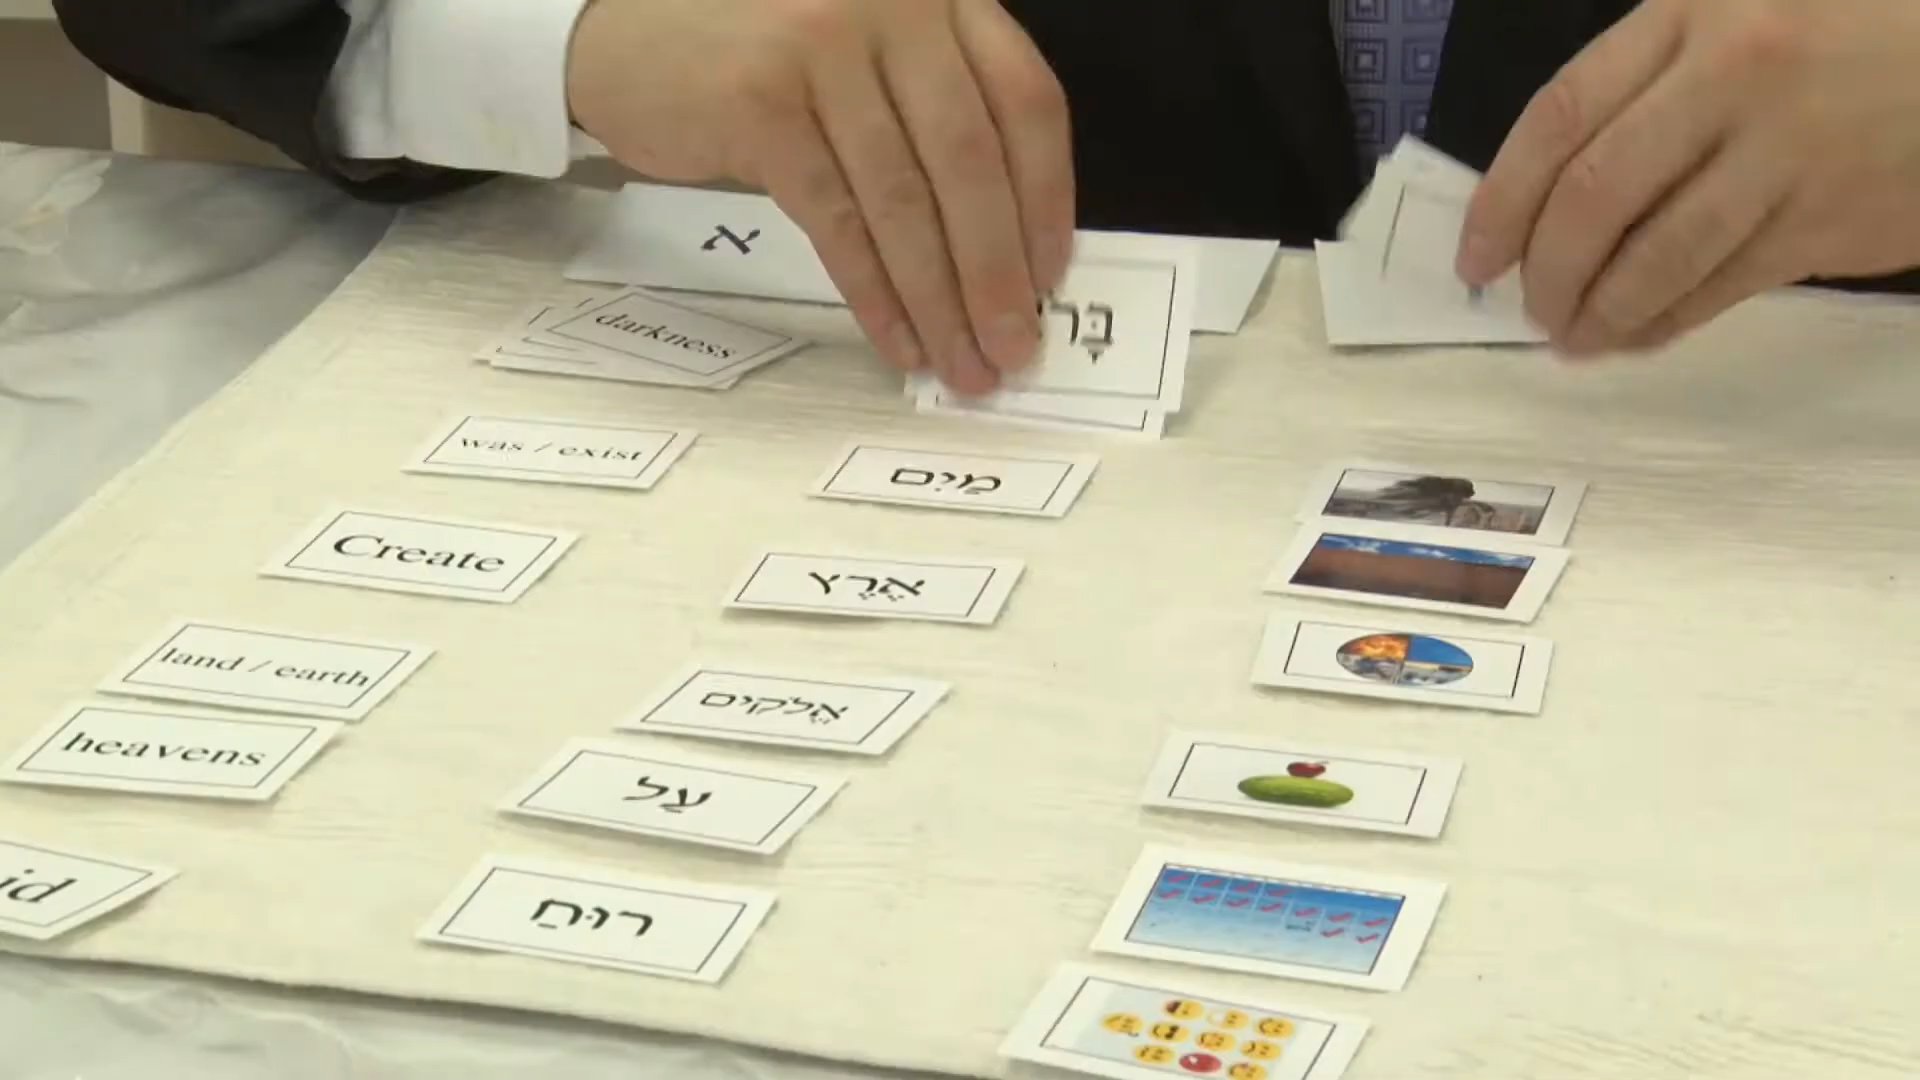 א
darkness
was / exist
מַיִם
Create
אֶרֶץ
land / earth
אֱלֹקִים
heavens
עַל
רוּחַ